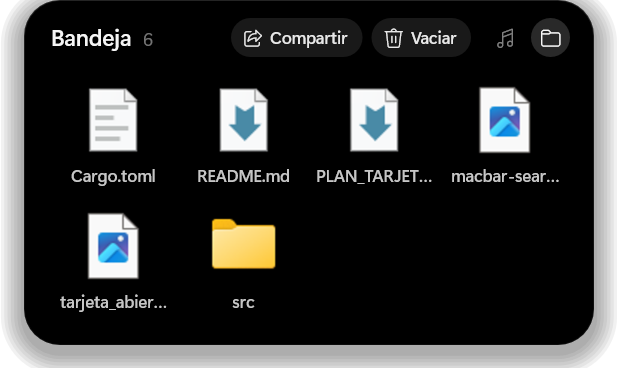 Bandeja 6 Compartir Vaciar
Cargo.toml README.md PLAN_TARJET... macbar-sear...
tarjeta_abier... src